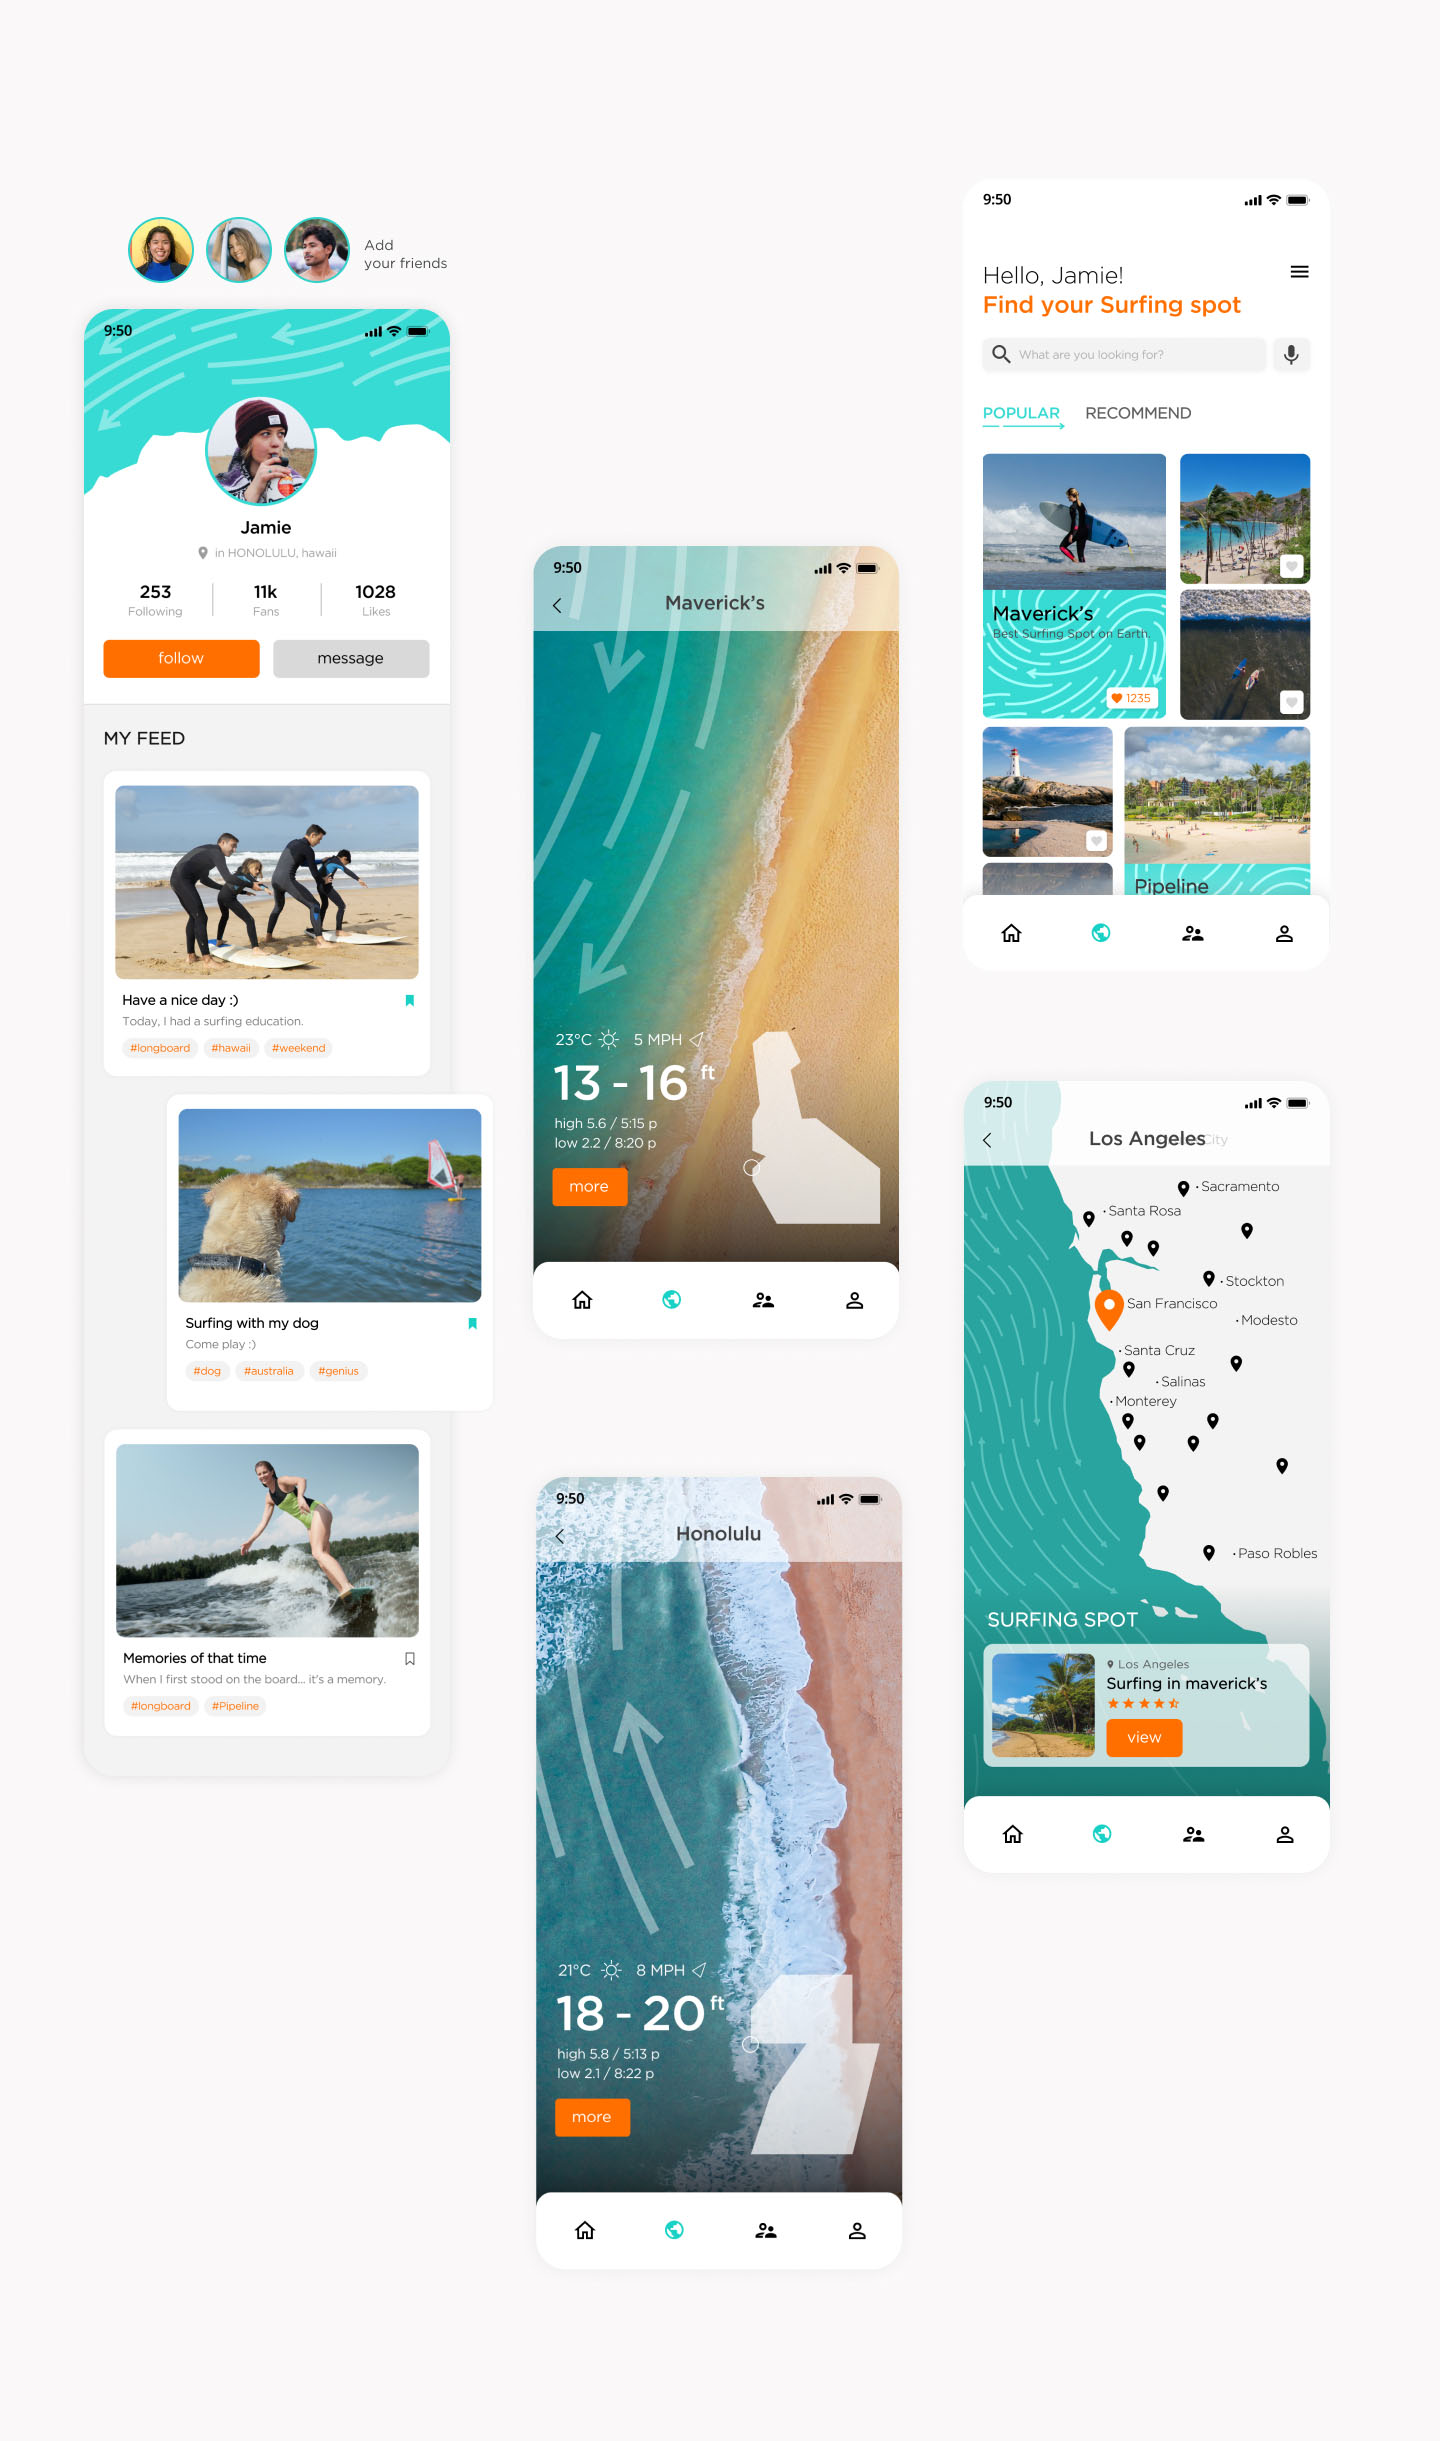 Add
your friends
9:50
Jamie
in HONOLULU, hawaii
253
Following
11k
Fans
1028
Likes
follow
message
MY FEED
Have a nice day :)
Today, I had a surfing education.
#longboard #hawaii #weekend
Surfing with my dog
Come play :)
#dog #australia #genius
Memories of that time
When I first stood on the board... it's a memory.
#longboard #Pipeline
9:50
Maverick's
23°C 5 MPH
13 - 16 ft
high 5.6 / 5:15 p
low 2.2 / 8:20 p
more
9:50
Honolulu
21°C 8 MPH
18 - 20 ft
high 5.8 / 5:13 p
low 2.1 / 8:22 p
more
9:50
Hello, Jamie!
Find your Surfing spot
What are you looking for?
POPULAR RECOMMEND
Maverick's
Best Surfing Spot on Earth.
1235
Pipeline
9:50
Los Angeles City
Sacramento
Santa Rosa
Stockton
San Francisco
Modesto
Santa Cruz
Salinas
Monterey
Paso Robles
SURFING SPOT
Los Angeles
Surfing in maverick's
view